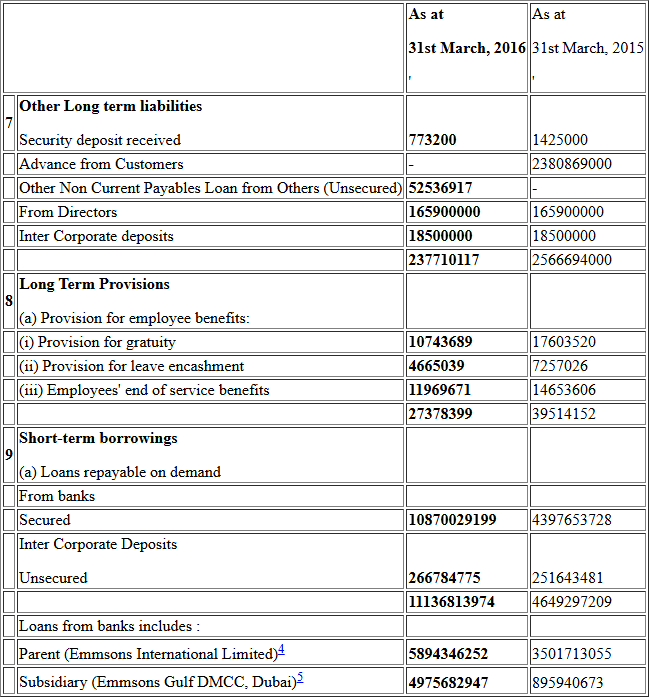 As at As at
31st March, 2016 31st March, 2015
' '
Other Long term liabilities
7
Security deposit received 773200 1425000
Advance from Customers - 2380869000
Other Non Current Payables Loan from Others (Unsecured) 52536917 -
From Directors 165900000 165900000
Inter Corporate deposits 18500000 18500000
237710117 2566694000
Long Term Provisions
8
(a) Provision for employee benefits:
(i) Provision for gratuity 10743689 17603520
(ii) Provision for leave encashment 4665039 7257026
(iii) Employees' end of service benefits 11969671 14653606
27378399 39514152
Short-term borrowings
9
(a) Loans repayable on demand
From banks
Secured 10870029199 4397653728
Inter Corporate Deposits
Unsecured 266784775 251643481
11136813974 4649297209
Loans from banks includes :
Parent (Emmsons International Limited)4 5894346252 3501713055
Subsidiary (Emmsons Gulf DMCC, Dubai)5 4975682947 895940673